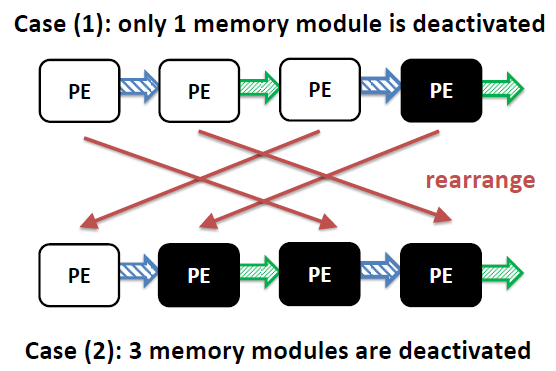 Case (1): only 1 memory module is deactivated
PE PE PE PE
rearrange
PE PE PE PE
Case (2): 3 memory modules are deactivated